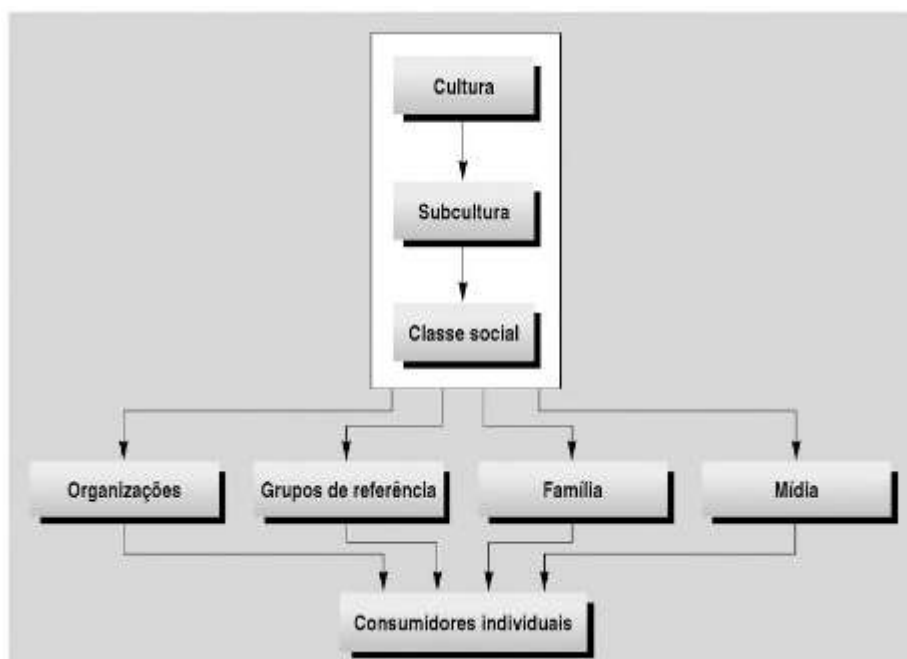 Cultura
Subcultura
Classe social
Organizações
Grupos de referência
Família
Mídia
Consumidores individuais